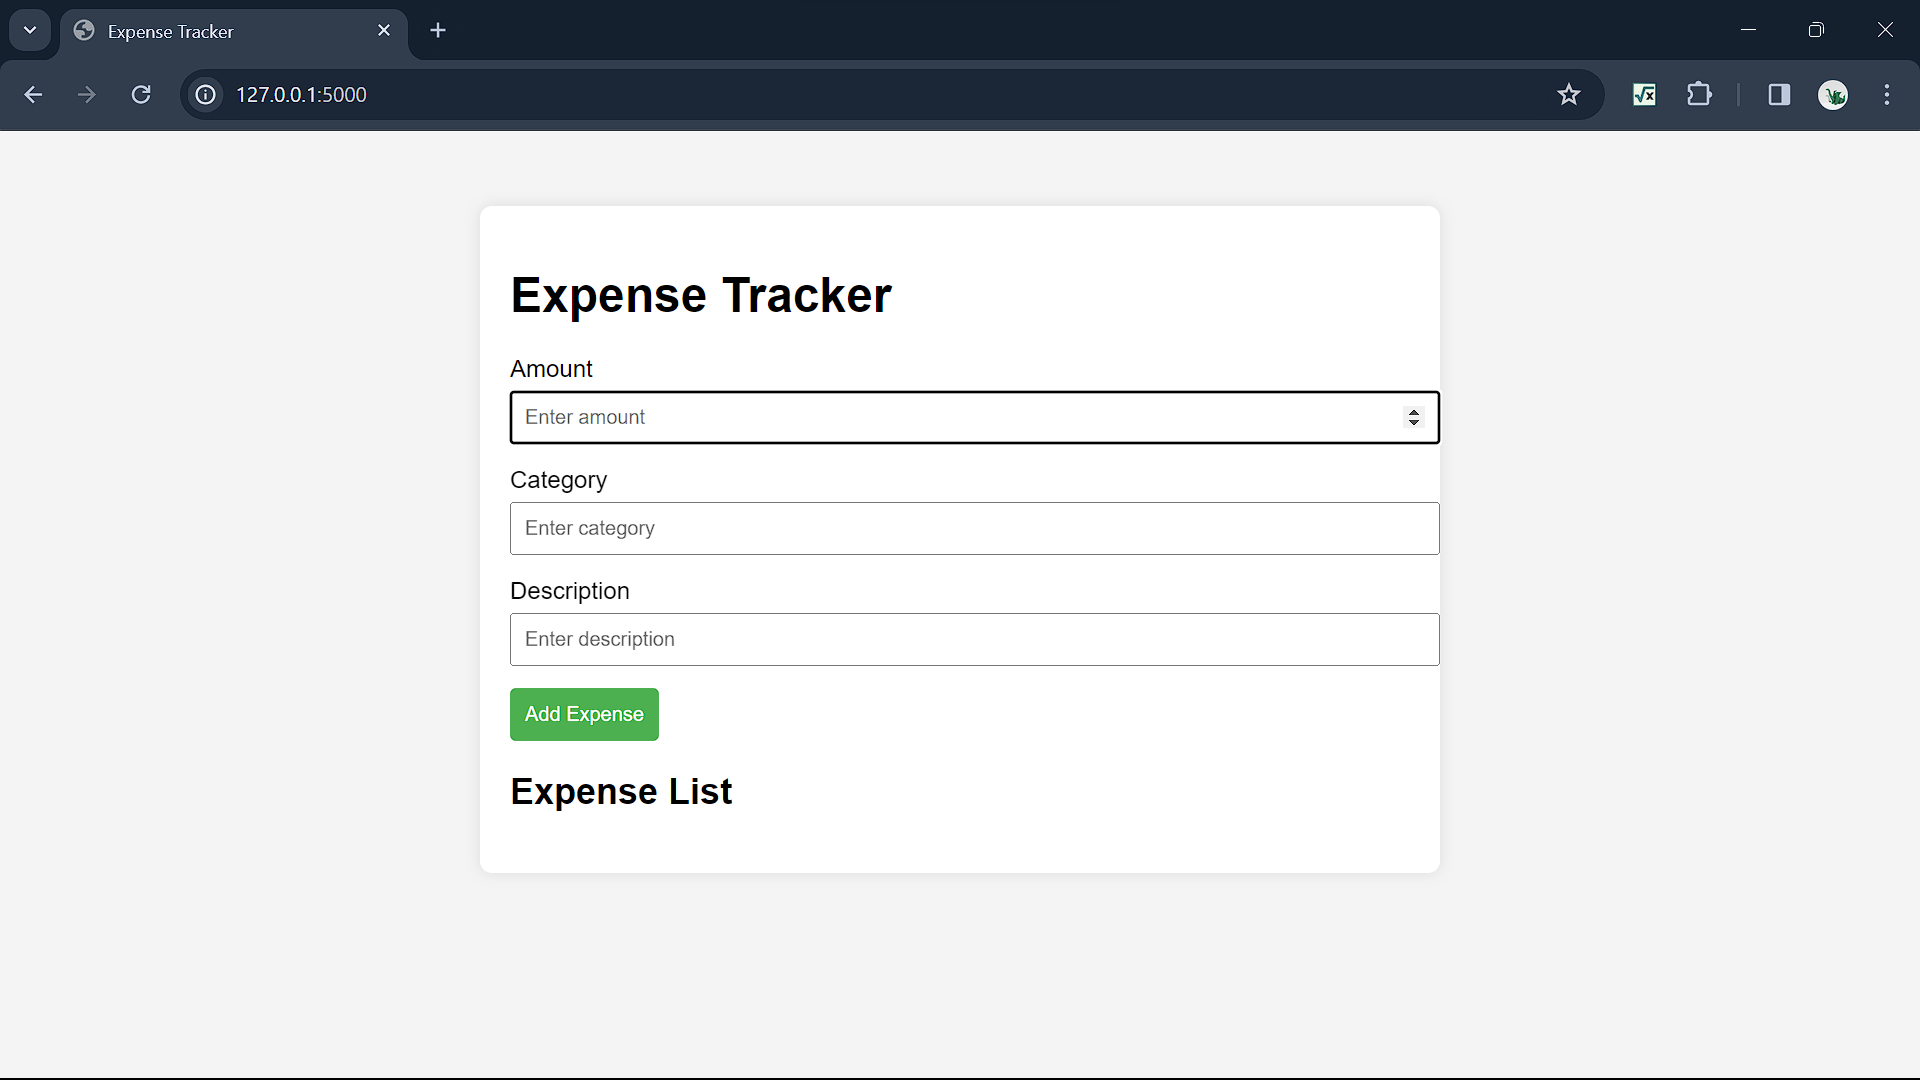 Expense Tracker
127.0.0.1:5000
√x
Expense Tracker
Amount
Enter amount
Category
Enter category
Description
Enter description
Add Expense
Expense List